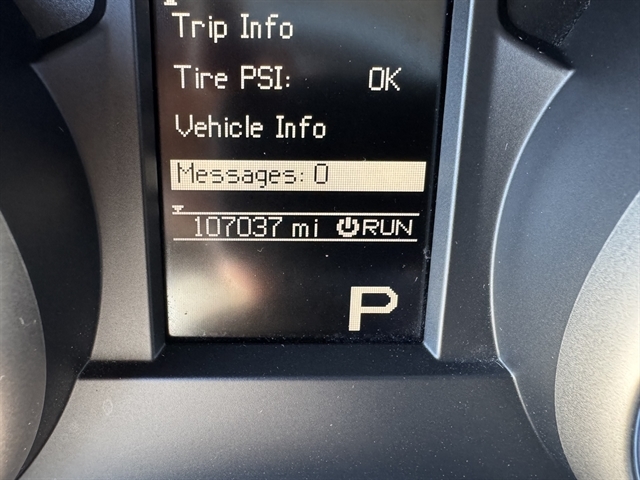 Trip Info
Tire PSI: OK
Vehicle Info
Messages: 0
107037 mi RUN
P